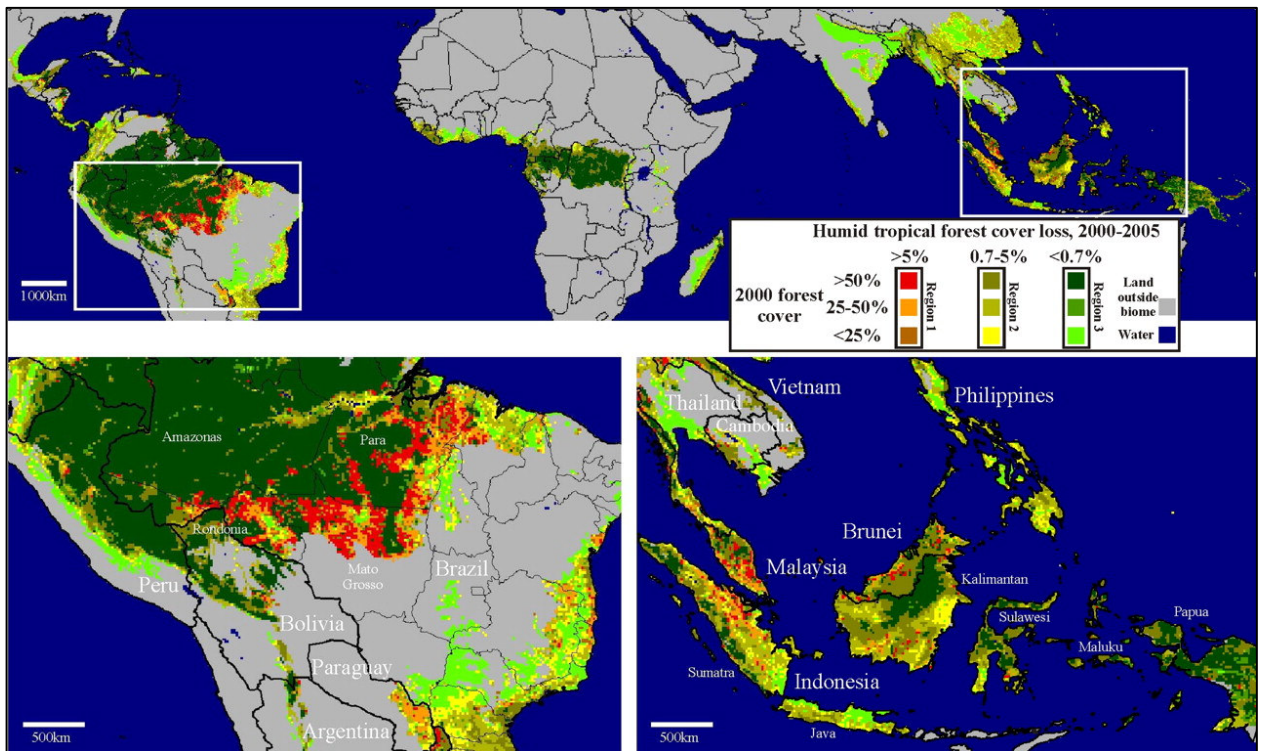 1000km
Humid tropical forest cover loss, 2000-2005
>5% 0.7-5% <0.7%
2000 forest cover
>50%
25-50%
<25%
Region 1
Region 2
Region 3
Land outside biome
Water
Amazonas
Para
Rondonia
Mato
Grosso
Brazil
Peru
Bolivia
Paraguay
Argentina
500km
Vietnam
Thailand
Cambodia
Philippines
Brunei
Malaysia
Kalimantan
Sulawesi
Papua
Maluku
Sumatra
Indonesia
Java
500km